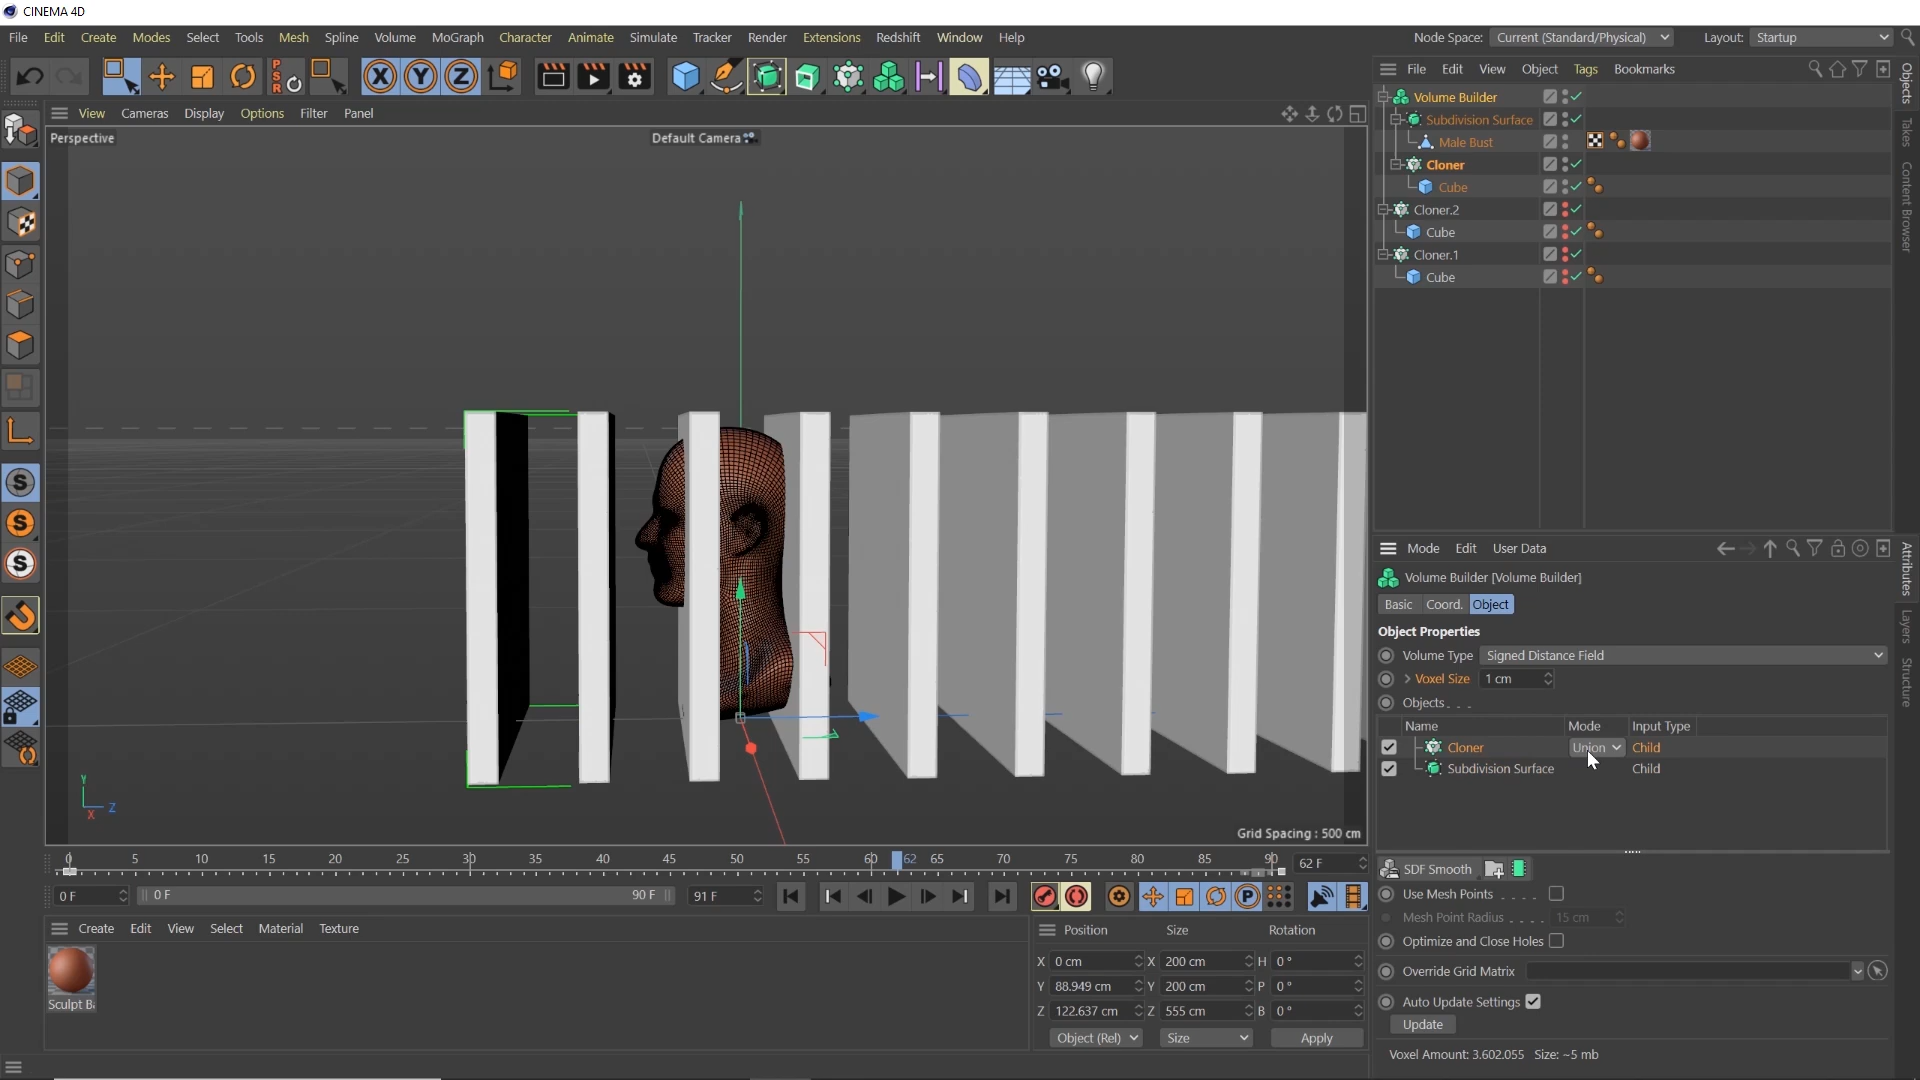 CINEMA 4D
File Edit Create Modes Select Tools Mesh Spline Volume MoGraph Character Animate Simulate Tracker Render Extensions Redshift Window Help
Node Space: Current (Standard/Physical) Layout: Startup
PSR X Y Z
File Edit View Object Tags Bookmarks
View Cameras Display Options Filter Panel
Perspective
Default Camera
Volume Builder
Subdivision Surface
Male Bust
Cloner
Cube
Cloner.2
Cube
Cloner.1
Cube
Objects
Takes
Content Browser
S
S
S
Y
X Z
Grid Spacing : 500 cm
Mode Edit User Data
Volume Builder [Volume Builder]
Basic Coord. Object
Object Properties
Volume Type Signed Distance Field
Voxel Size 1 cm
Objects . . .
Name Mode Input Type
Cloner Union Child
Subdivision Surface Child
SDF Smooth
Use Mesh Points . . . .
Mesh Point Radius . . . . 15 cm
Optimize and Close Holes
Override Grid Matrix
Auto Update Settings
Update
Voxel Amount: 3.602.055 Size: ~5 mb
Attributes
Layers
Structure
0 5 10 15 20 25 30 35 40 45 50 55 60 62 65 70 75 80 85 90 62 F
0 F 0 F 90 F 91 F
P
Create Edit View Select Material Texture
Sculpt Ba
Position Size Rotation
X 0 cm X 200 cm H 0 °
Y 88.949 cm Y 200 cm P 0 °
Z 122.637 cm Z 555 cm B 0 °
Object (Rel) Size Apply